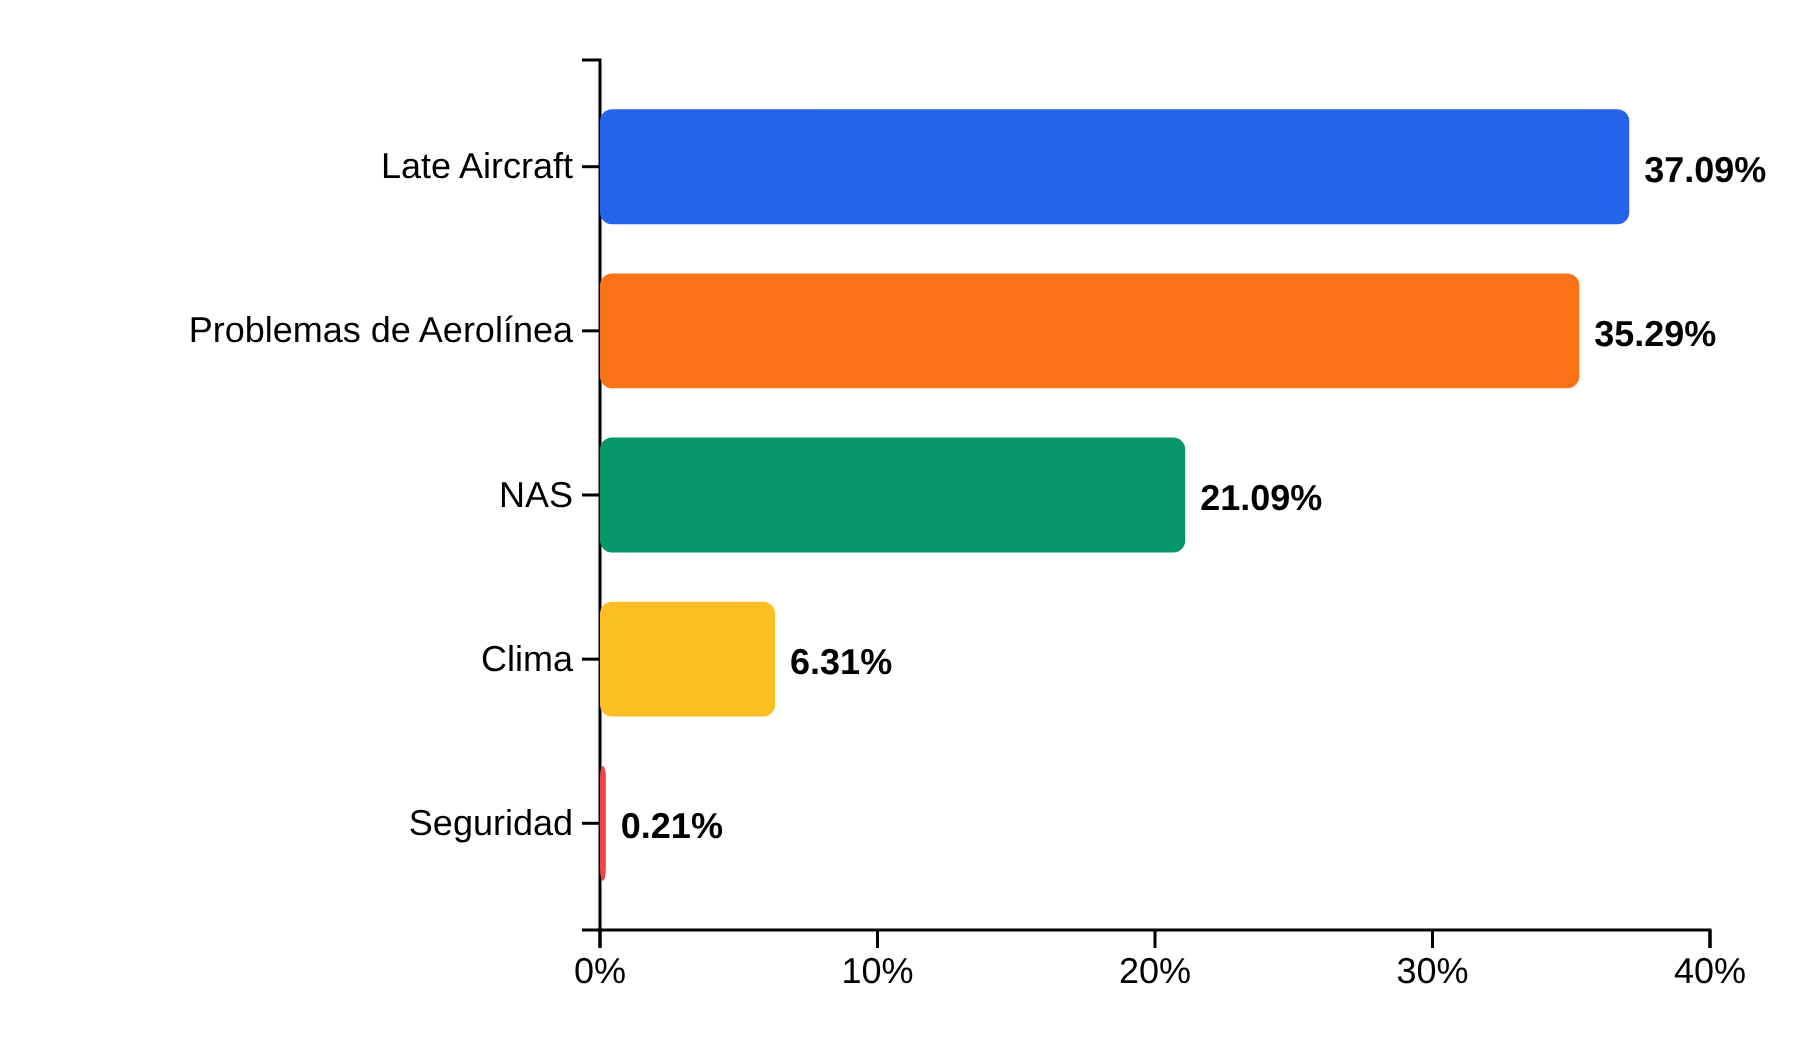 Late Aircraft 37.09%
Problemas de Aerolínea 35.29%
NAS 21.09%
Clima 6.31%
Seguridad 0.21%
0% 10% 20% 30% 40%